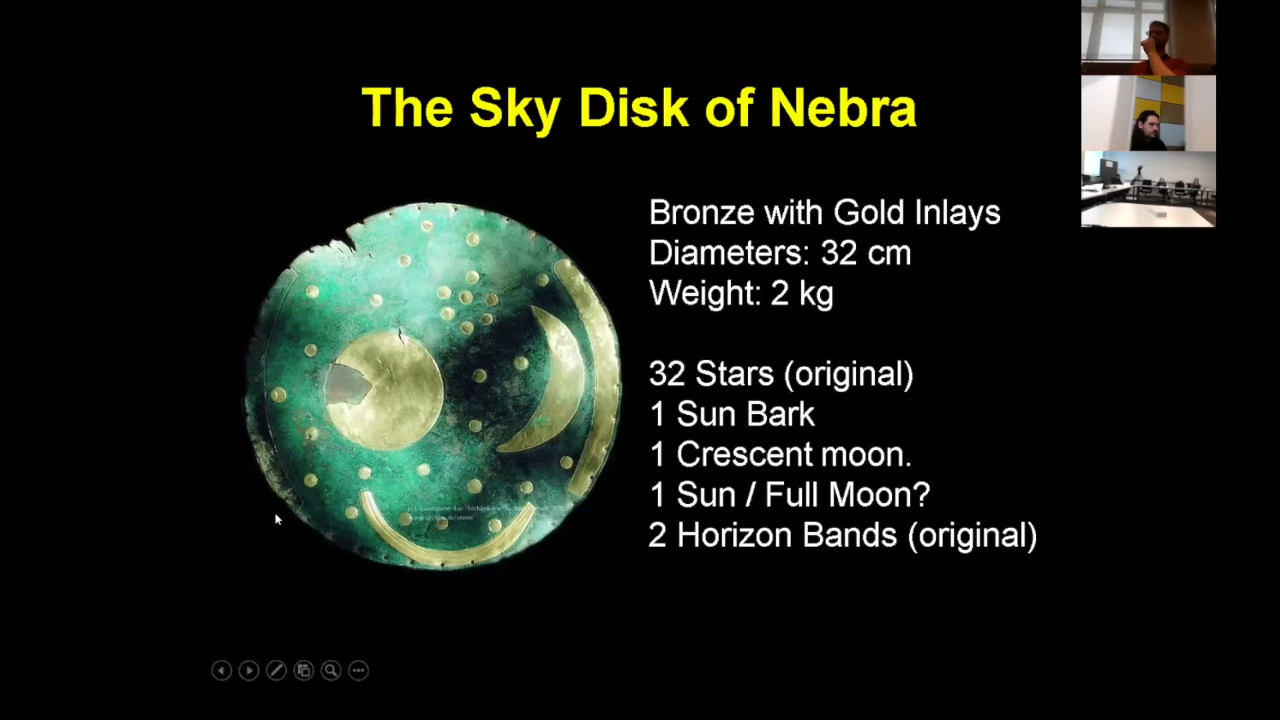 The Sky Disk of Nebra
Bronze with Gold Inlays
Diameters: 32 cm
Weight: 2 kg
32 Stars (original)
1 Sun Bark
1 Crescent moon.
1 Sun / Full Moon?
2 Horizon Bands (original)